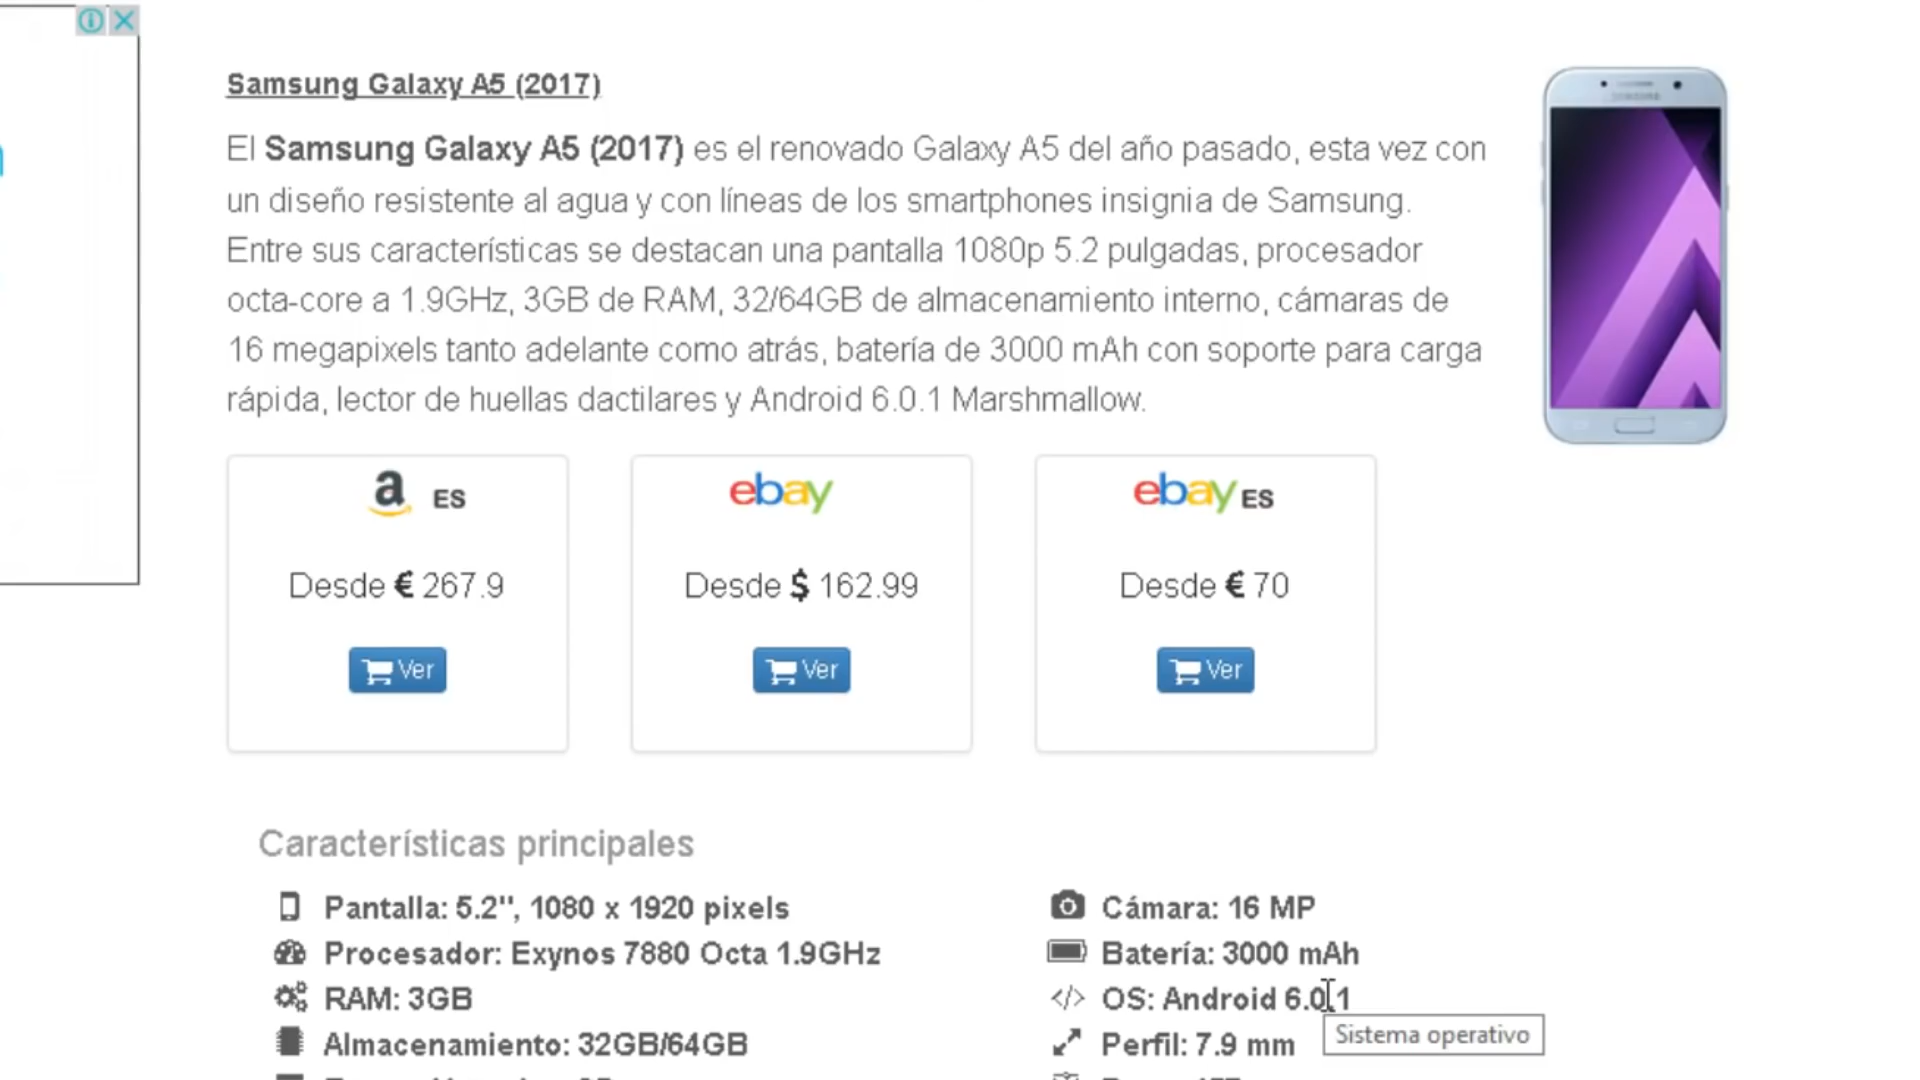 Samsung Galaxy A5 (2017)
El Samsung Galaxy A5 (2017) es el renovado Galaxy A5 del año pasado, esta vez con
un diseño resistente al agua y con líneas de los smartphones insignia de Samsung.
Entre sus características se destacan una pantalla 1080p 5.2 pulgadas, procesador
octa-core a 1.9GHz, 3GB de RAM, 32/64GB de almacenamiento interno, cámaras de
16 megapixels tanto adelante como atrás, batería de 3000 mAh con soporte para carga
rápida, lector de huellas dactilares y Android 6.0.1 Marshmallow.
SAMSUNG
a ES
Desde € 267.9
Ver
ebay
Desde $ 162.99
Ver
ebay ES
Desde € 70
Ver
Características principales
Pantalla: 5.2", 1080 x 1920 pixels
Procesador: Exynos 7880 Octa 1.9GHz
RAM: 3GB
Almacenamiento: 32GB/64GB
Cámara: 16 MP
Batería: 3000 mAh
OS: Android 6.0.1
Perfil: 7.9 mm
Sistema operativo